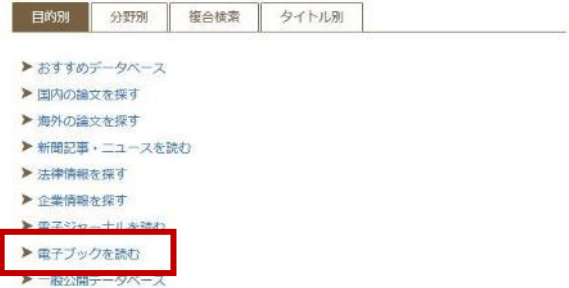 目的別 分野別 複合検索 タイトル別
➤ おすすめデータベース
➤ 国内の論文を探す
➤ 海外の論文を探す
➤ 新聞記事・ニュースを読む
➤ 法律情報を探す
➤ 企業情報を探す
➤ 電子ジャーナルを読む
➤ 電子ブックを読む
➤ 一般公開データベース